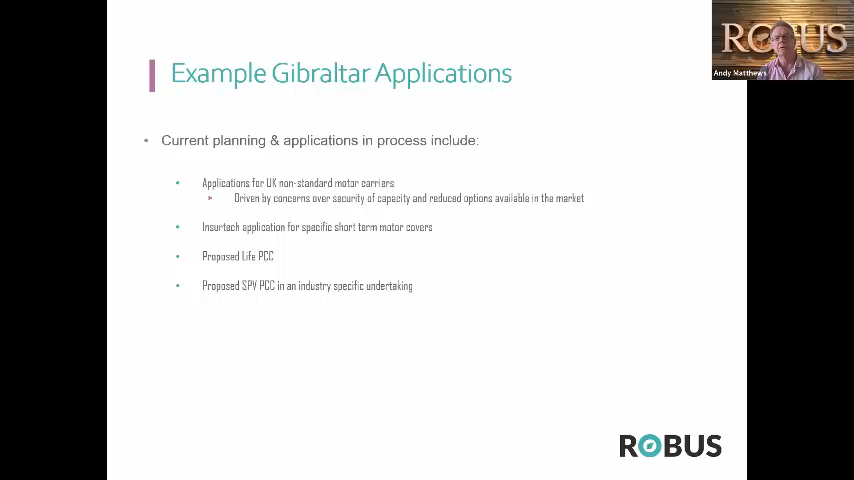 ROBUS
Andy Matthews
Example Gibraltar Applications
• Current planning & applications in process include:
• Applications for UK non-standard motor carriers
Driven by concerns over security of capacity and reduced options available in the market
• Insurtech application for specific short term motor covers
• Proposed Life PCC
• Proposed SPV PCC in an industry specific undertaking
ROBUS